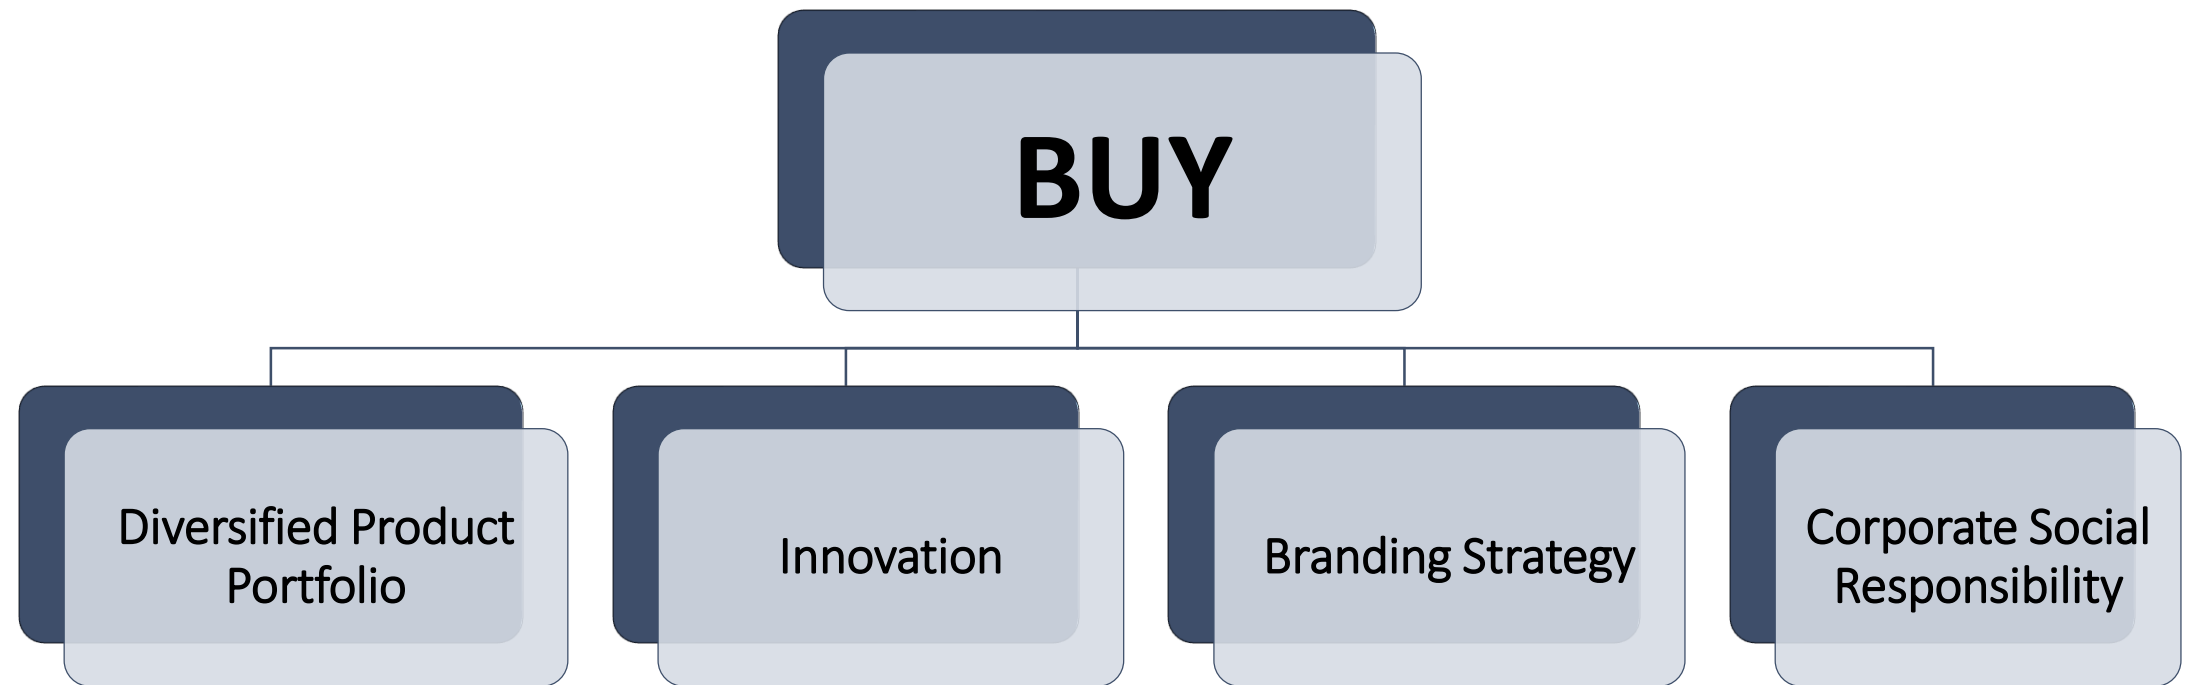 BUY
Diversified Product
Portfolio
Innovation
Branding Strategy
Corporate Social
Responsibility